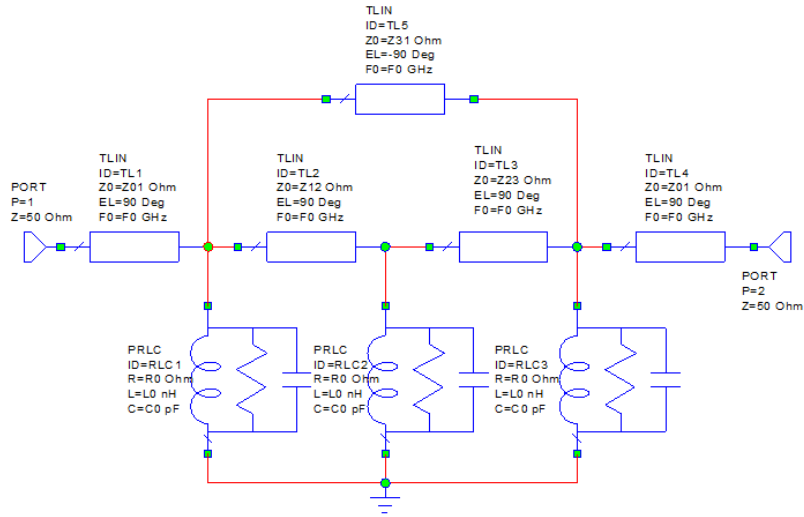 TLIN
ID=TL5
Z0=Z31 Ohm
EL=-90 Deg
F0=F0 GHz
TLIN
ID=TL1
Z0=Z01 Ohm
EL=90 Deg
F0=F0 GHz
TLIN
ID=TL2
Z0=Z12 Ohm
EL=90 Deg
F0=F0 GHz
TLIN
ID=TL3
Z0=Z23 Ohm
EL=90 Deg
F0=F0 GHz
TLIN
ID=TL4
Z0=Z01 Ohm
EL=90 Deg
F0=F0 GHz
PORT
P=1
Z=50 Ohm
PORT
P=2
Z=50 Ohm
PRLC
ID=RLC1
R=R0 Ohm
L=L0 nH
C=C0 pF
PRLC
ID=RLC2
R=R0 Ohm
L=L0 nH
C=C0 pF
PRLC
ID=RLC3
R=R0 Ohm
L=L0 nH
C=C0 pF